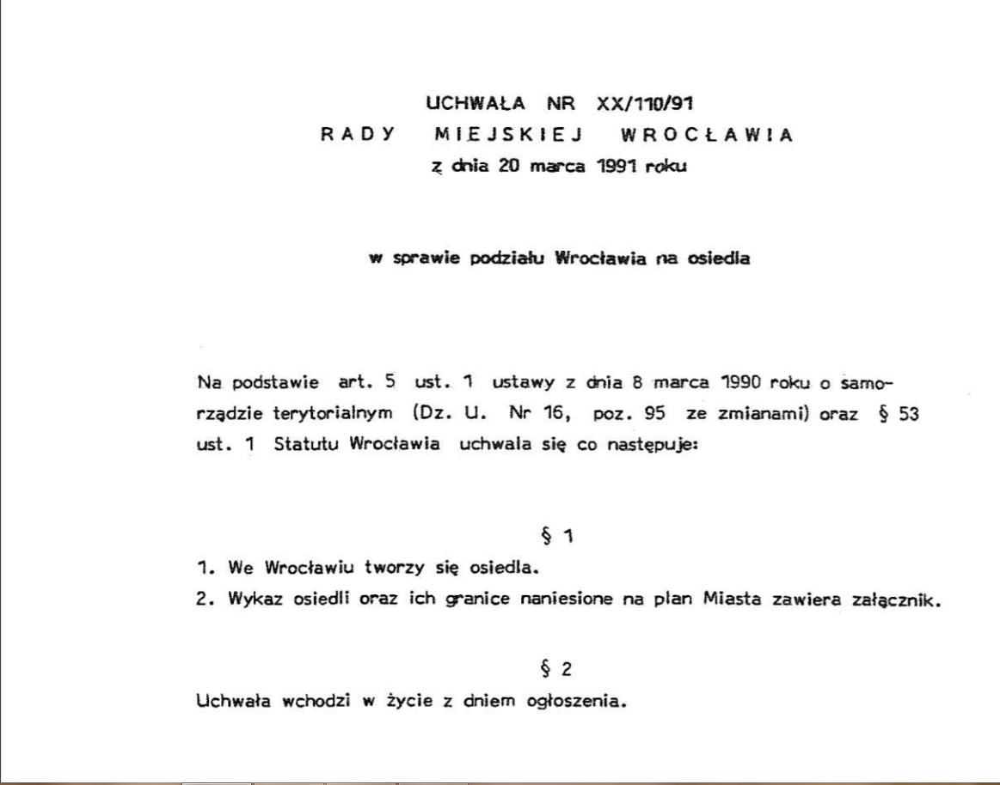 UCHWAŁA NR XX/110/91
RADY MIEJSKIEJ WROCŁAWIA
z dnia 20 marca 1991 roku
w sprawie podziału Wrocławia na osiedla
Na podstawie art. 5 ust. 1 ustawy z dnia 8 marca 1990 roku o samo-
rządzie terytorialnym (Dz. U. Nr 16, poz. 95 ze zmianami) oraz § 53
ust. 1 Statutu Wrocławia uchwala się co następuje:
§ 1
1. We Wrocławiu tworzy się osiedla.
2. Wykaz osiedli oraz ich granice naniesione na plan Miasta zawiera załącznik.
§ 2
Uchwała wchodzi w życie z dniem ogłoszenia.